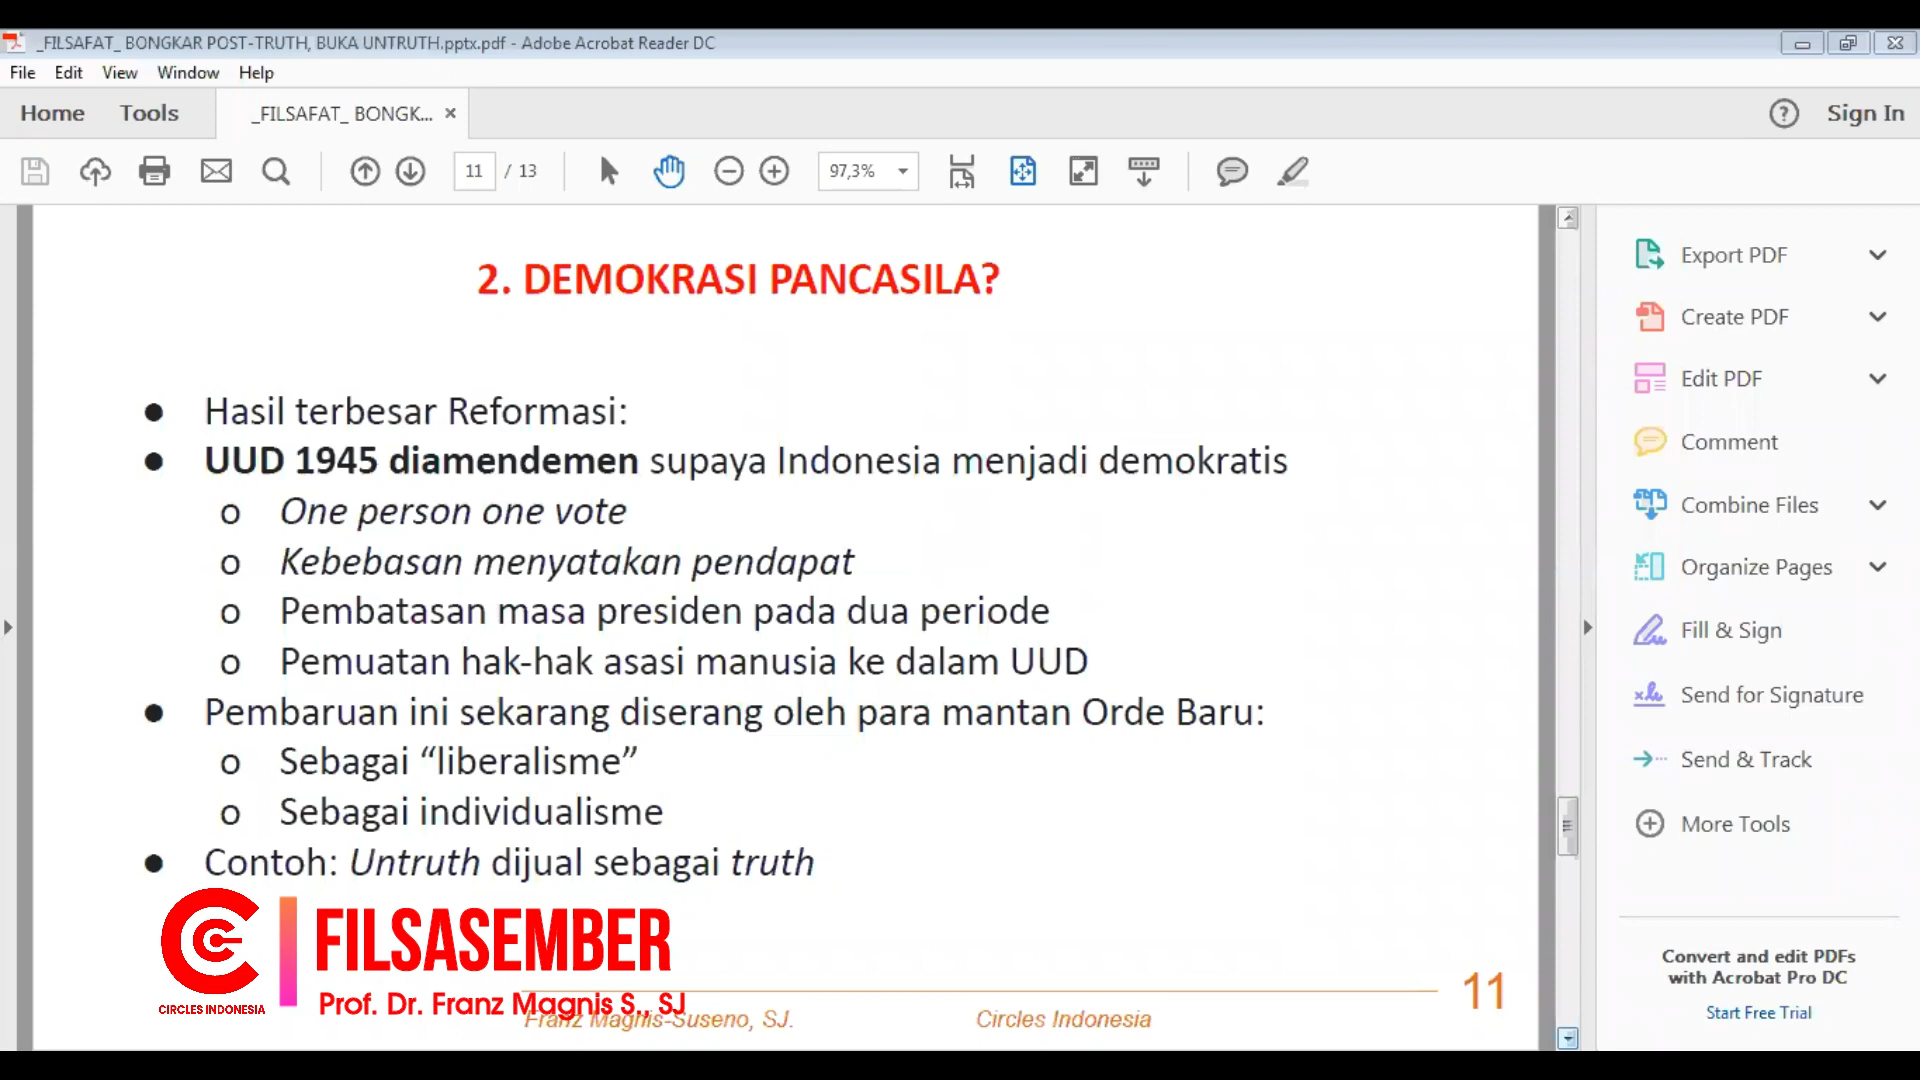 _FILSAFAT_ BONGKAR POST-TRUTH, BUKA UNTRUTH.pptx.pdf - Adobe Acrobat Reader DC
File Edit View Window Help
Home Tools _FILSAFAT_ BONGK... × ? Sign In
11 / 13 97,3%
2. DEMOKRASI PANCASILA?
● Hasil terbesar Reformasi:
● UUD 1945 diamendemen supaya Indonesia menjadi demokratis
o One person one vote
o Kebebasan menyatakan pendapat
o Pembatasan masa presiden pada dua periode
o Pemuatan hak-hak asasi manusia ke dalam UUD
● Pembaruan ini sekarang diserang oleh para mantan Orde Baru:
o Sebagai “liberalisme”
o Sebagai individualisme
● Contoh: Untruth dijual sebagai truth
FILSASEMBER
CIRCLES INDONESIA
Prof. Dr. Franz Magnis S., SJ
Franz Magnis-Suseno, SJ.
Circles Indonesia
11
Export PDF
Create PDF
Edit PDF
Comment
Combine Files
Organize Pages
Fill & Sign
Send for Signature
Send & Track
More Tools
Convert and edit PDFs
with Acrobat Pro DC
Start Free Trial